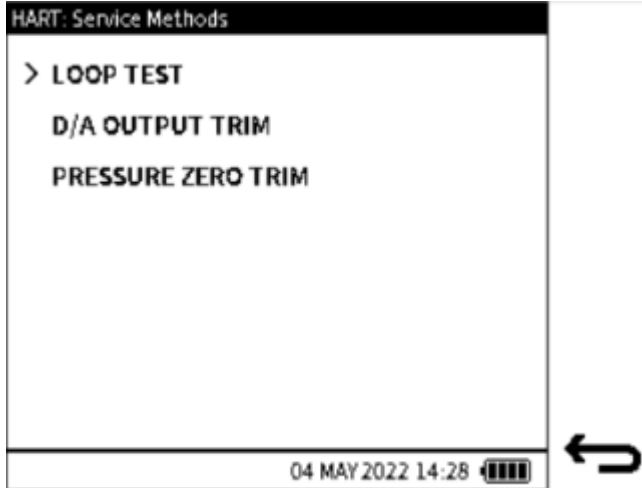 HART: Service Methods
> LOOP TEST
D/A OUTPUT TRIM
PRESSURE ZERO TRIM
04 MAY 2022 14:28